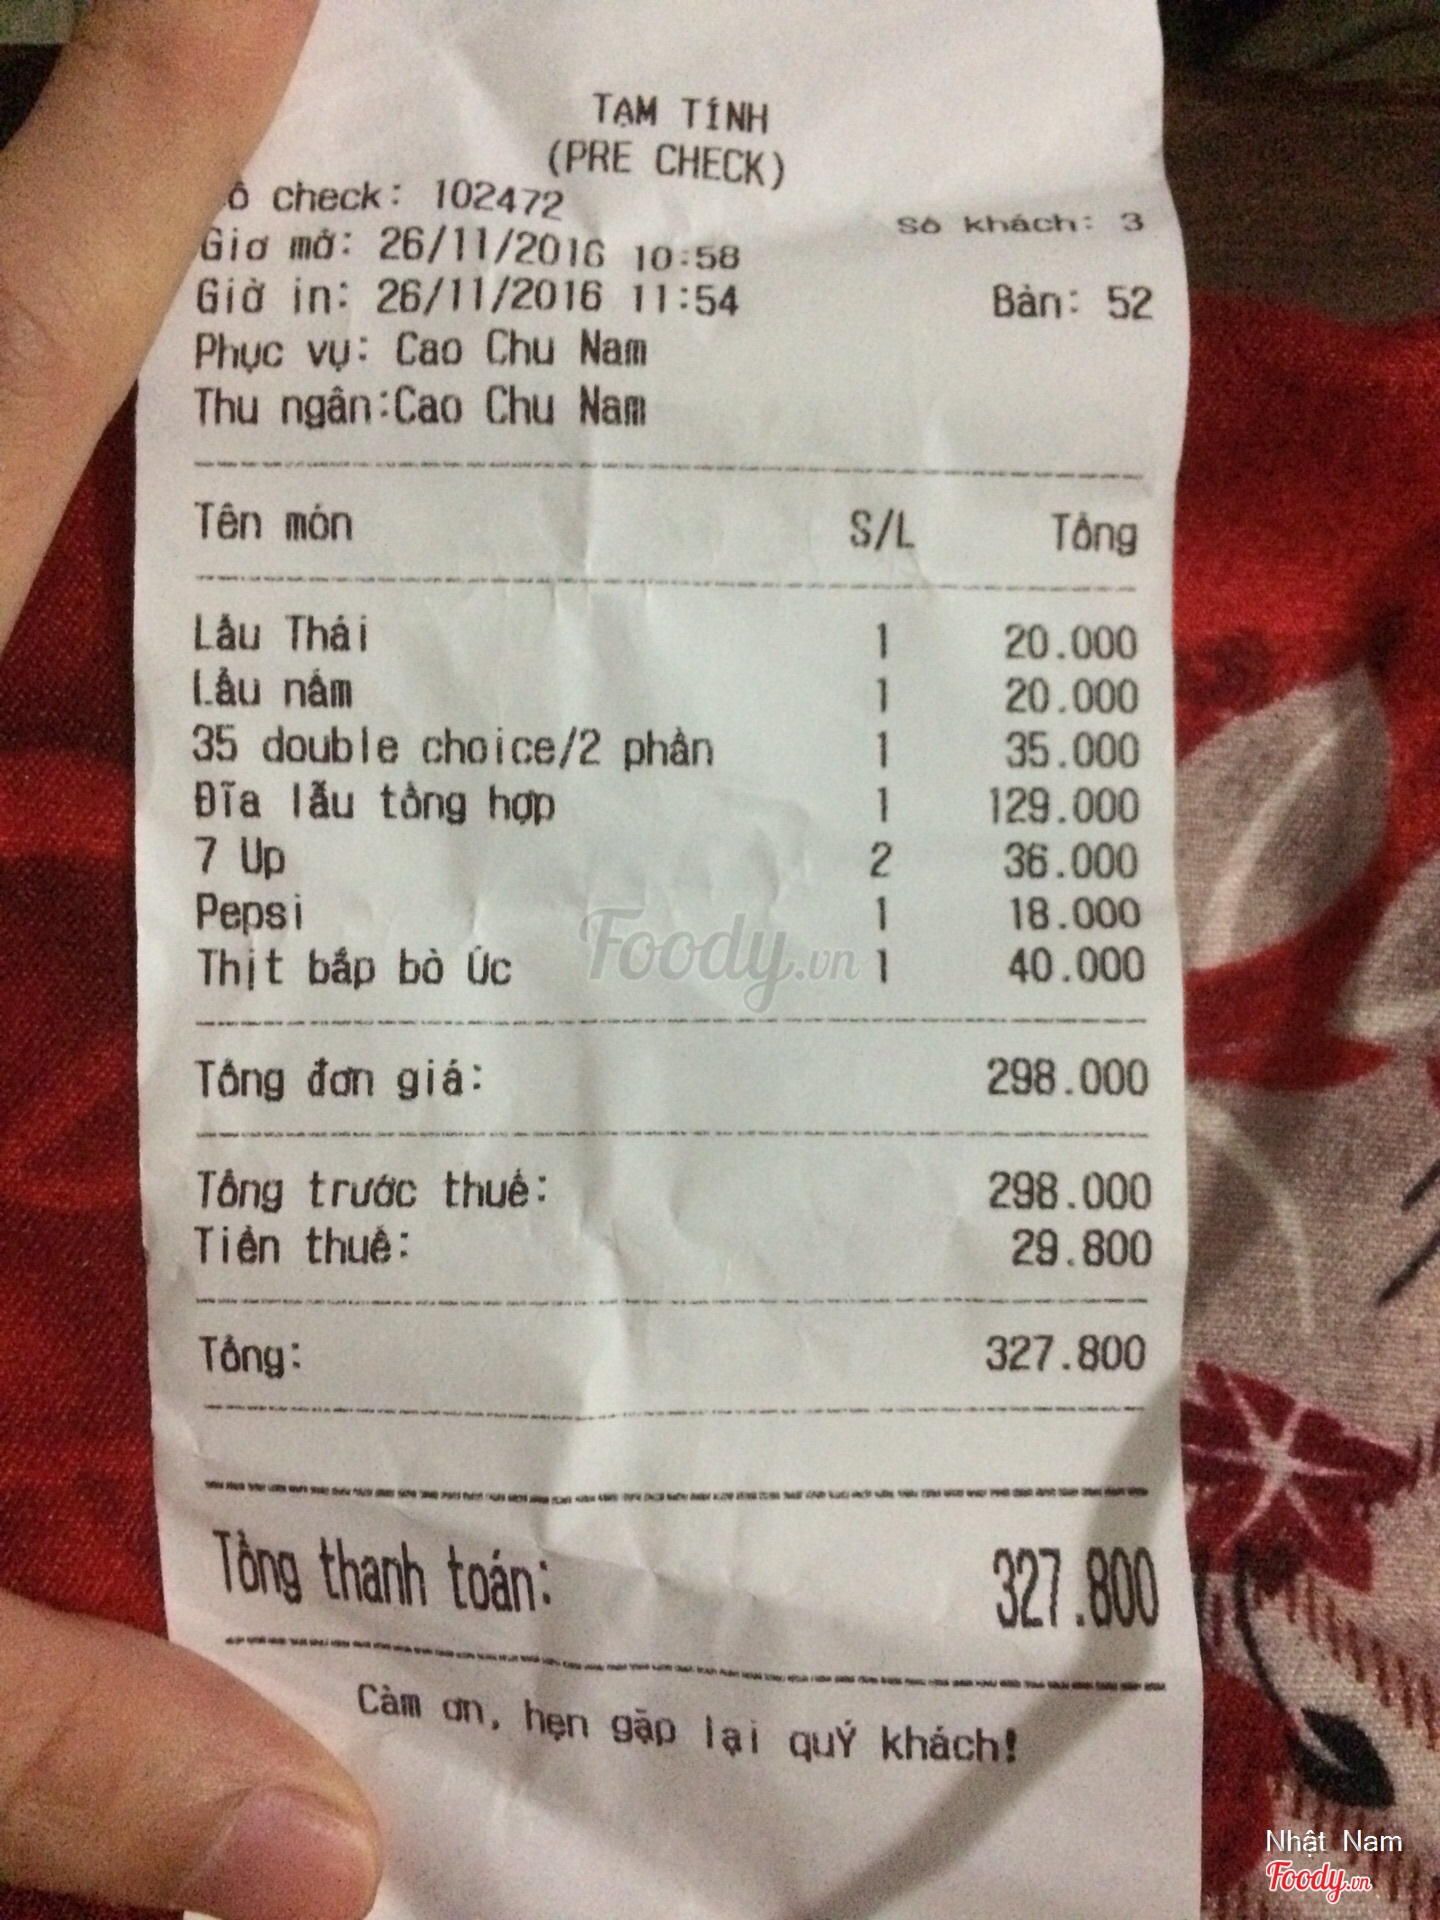 TẠM TÍNH
(PRE CHECK)
ố check: 102472
Số khách: 3
Giờ mở: 26/11/2016 10:58
Giờ in: 26/11/2016 11:54
Bàn: 52
Phục vụ: Cao Chu Nam
Thu ngân:Cao Chu Nam
Tên món S/L Tổng
Lẩu Thái 1 20.000
Lẩu nấm 1 20.000
35 double choice/2 phần 1 35.000
Đĩa lẩu tổng hợp 1 129.000
7 Up 2 36.000
Pepsi 1 18.000
Thịt bắp bò Úc 1 40.000
Foody.vn
Tổng đơn giá: 298.000
Tổng trước thuế: 298.000
Tiền thuế: 29.800
Tổng: 327.800
Tổng thanh toán: 327.800
Cảm ơn, hẹn gặp lại quÝ khách!
Nhật Nam
Foody.vn